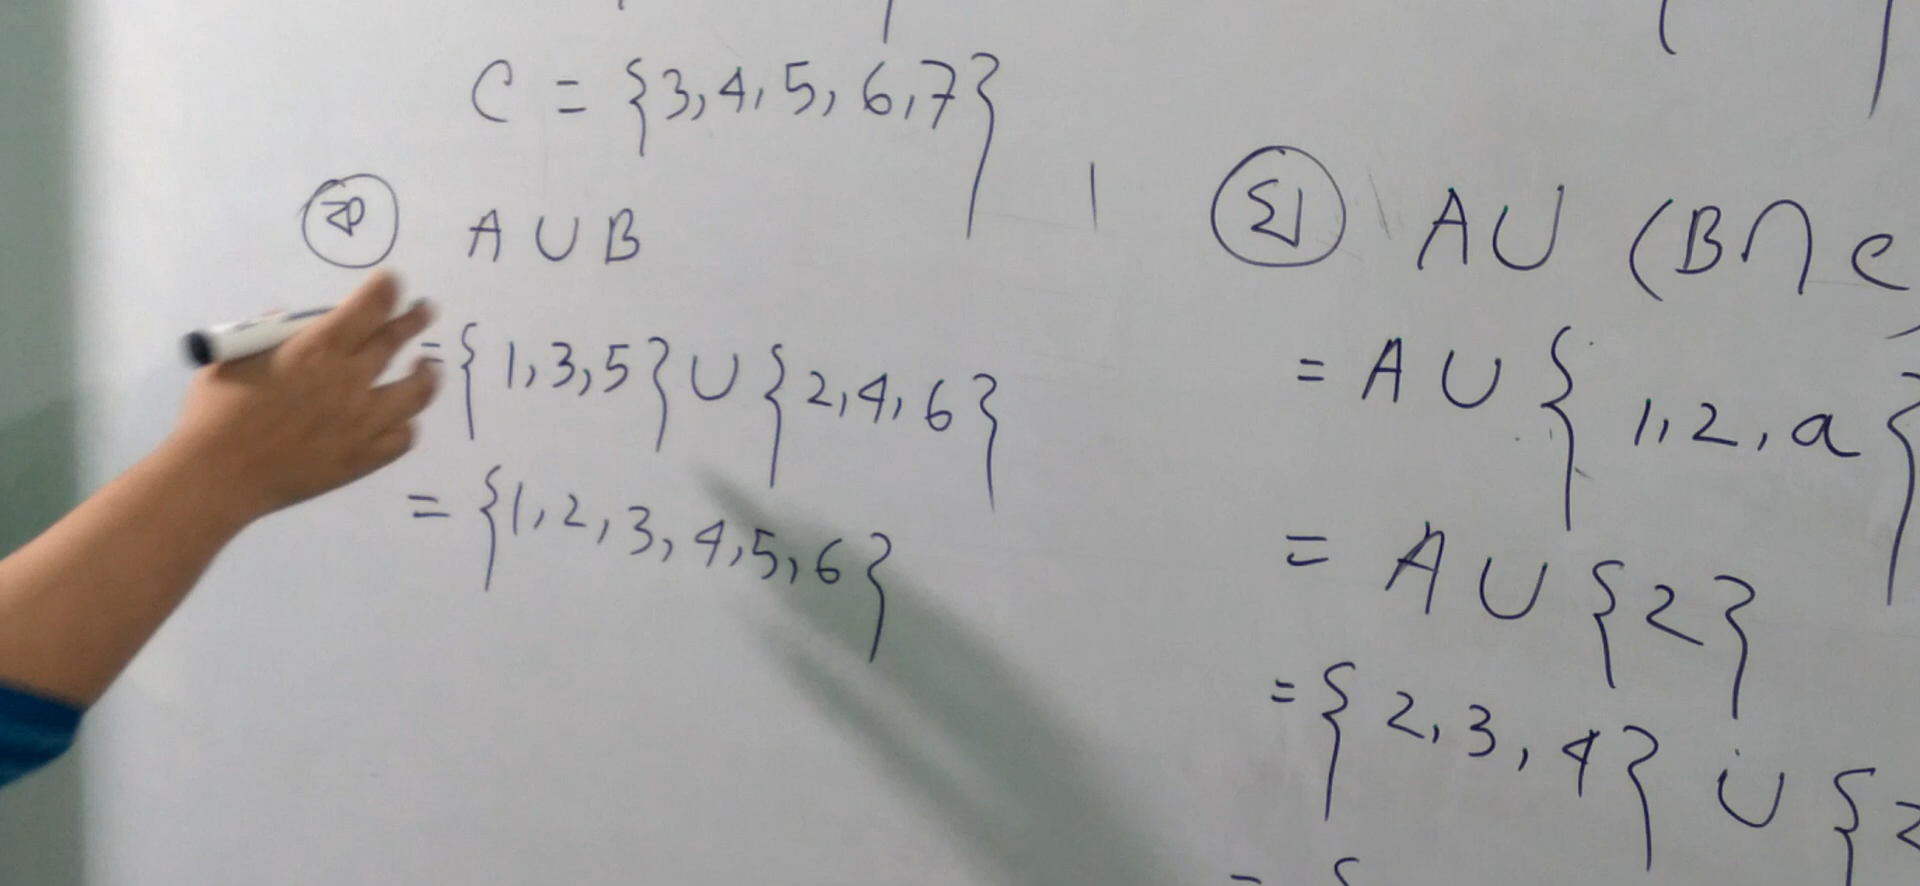 C = {3,4,5,6,7}
ক A ∪ B
= {1,3,5} ∪ {2,4,6}
= {1,2,3,4,5,6}
ঘ A ∪ (B ∩ C
= A ∪ { 1,2,a }
= A ∪ {2}
= {2,3,4} ∪ {2
= {